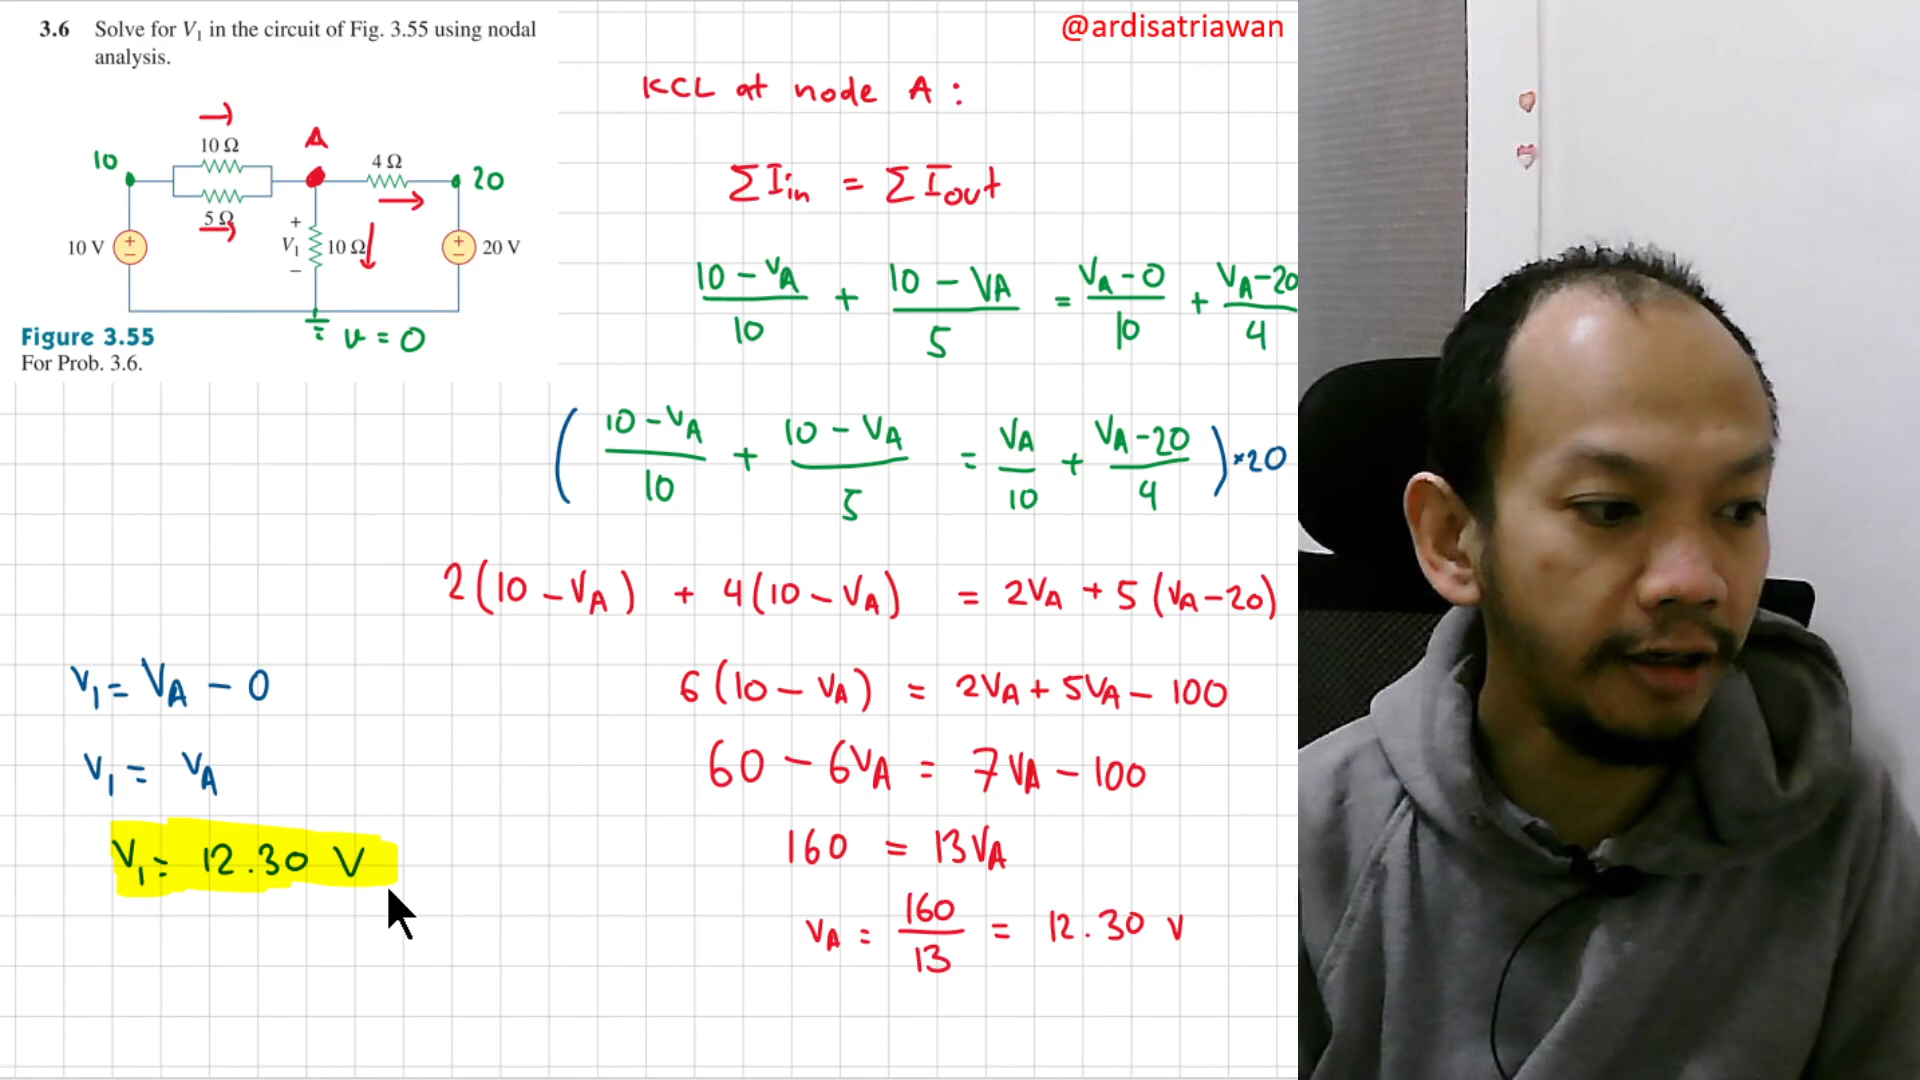 @ardisatriawan
3.6 Solve for V1 in the circuit of Fig. 3.55 using nodal
analysis.
10 Ω
A
10
4 Ω
20
5 Ω
+
10 V
+
−
V1
10 Ω
+
−
20 V
−
v = 0
Figure 3.55
For Prob. 3.6.
KCL at node A :
∑Iin = ∑Iout
(10 − VA)/10 + (10 − VA)/5 = (VA − 0)/10 + (VA − 20)/4
((10 − VA)/10 + (10 − VA)/5 = VA/10 + (VA − 20)/4) × 20
2(10 − VA) + 4(10 − VA) = 2VA + 5(VA − 20)
6(10 − VA) = 2VA + 5VA − 100
60 − 6VA = 7VA − 100
160 = 13VA
VA = 160/13 = 12.30 V
V1 = VA − 0
V1 = VA
V1 = 12.30 V